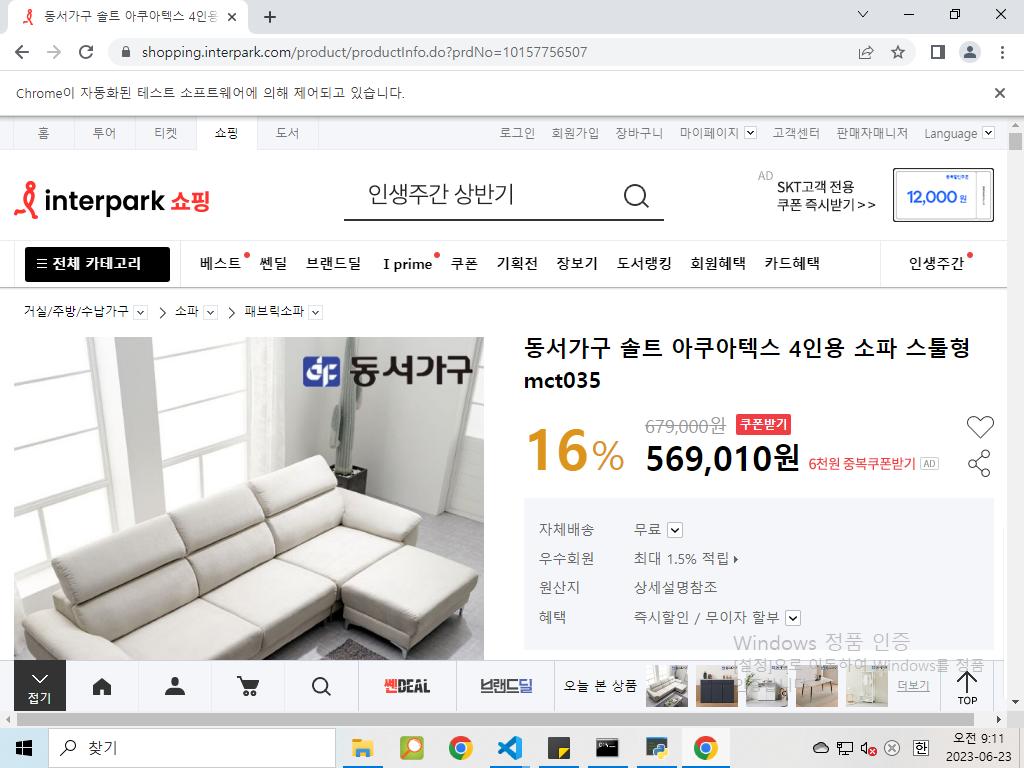 동서가구 솔트 아쿠아텍스 4인용
shopping.interpark.com/product/productInfo.do?prdNo=10157756507
Chrome이 자동화된 테스트 소프트웨어에 의해 제어되고 있습니다.
홈 투어 티켓 쇼핑 도서 로그인 회원가입 장바구니 마이페이지 고객센터 판매자매니저 Language
interpark 쇼핑 인생주간 상반기
AD SKT고객 전용
쿠폰 즉시받기>>
12,000원
전체 카테고리 베스트 쎈딜 브랜드딜 I prime 쿠폰 기획전 장보기 도서랭킹 회원혜택 카드혜택 인생주간
거실/주방/수납가구 > 소파 > 패브릭소파
동서가구
동서가구 솔트 아쿠아텍스 4인용 소파 스툴형
mct035
16% 679,000원 쿠폰받기
569,010원 6천원 중복쿠폰받기 AD
자체배송 무료
우수회원 최대 1.5% 적립
원산지 상세설명참조
혜택 즉시할인 / 무이자 할부
Windows 정품 인증
[설정]으로 이동하여 Windows를 정품
접기 쎈DEAL 브랜드딜 오늘 본 상품 더보기 TOP
찾기
한
오전 9:11
2023-06-23